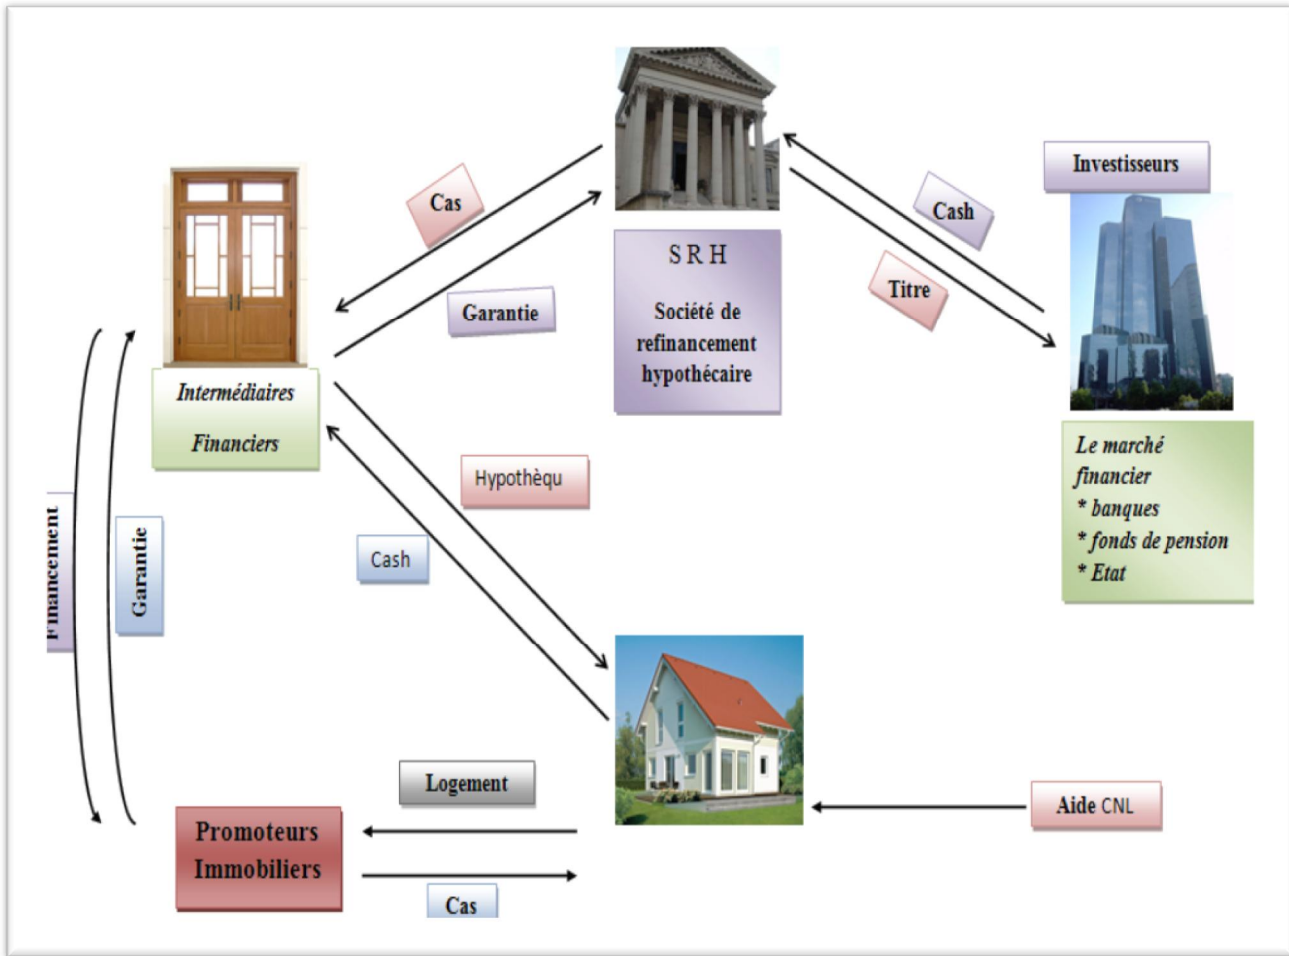 Investisseurs
Cas
Cash
S R H
Titre
Garantie
Société de
refinancement
hypothécaire
Intermédiaires
Financiers
Le marché
financier
* banques
* fonds de pension
* Etat
Hypothèqu
Cash
Financement
Garantie
Logement
Aide CNL
Promoteurs
Immobiliers
Cas